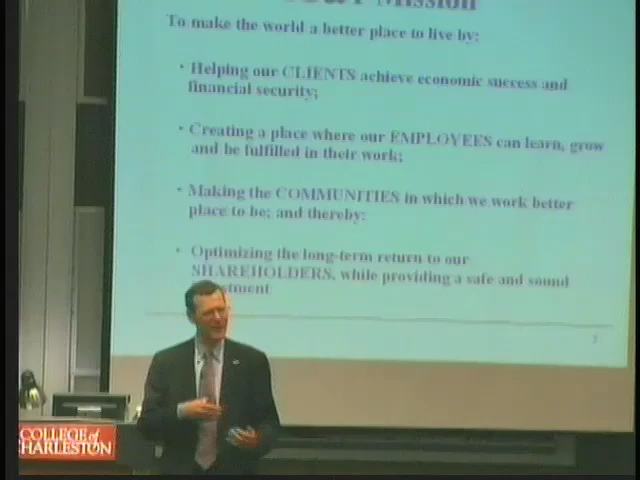 Mission
To make the world a better place to live by:
• Helping our CLIENTS achieve economic success and
financial security;
• Creating a place where our EMPLOYEES can learn, grow
and be fulfilled in their work;
• Making the COMMUNITIES in which we work better
place to be; and thereby:
• Optimizing the long-term return to our
SHAREHOLDERS, while providing a safe and sound
stment
COLLEGE of
CHARLESTON